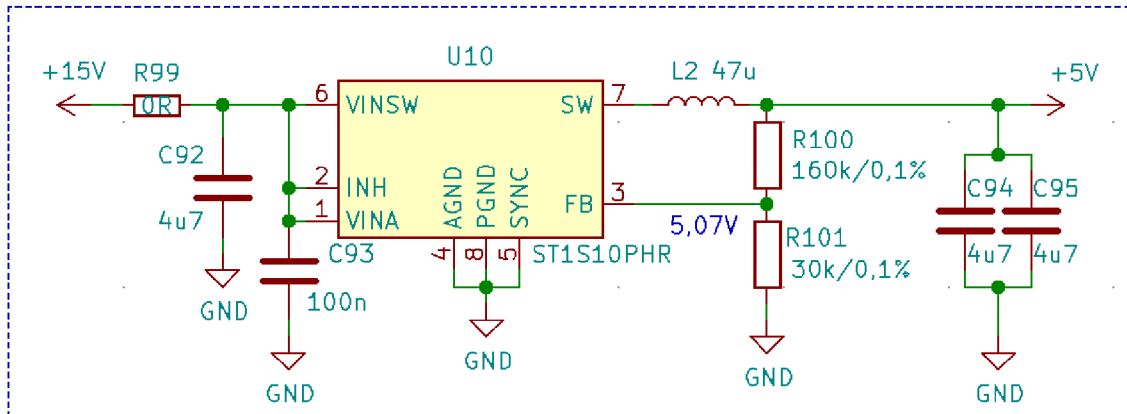 U10
+15V
R99
0R
L2 47u
+5V
6
VINSW
SW
7
R100
160k/0,1%
C92
4u7
2
INH
1
VINA
AGND
PGND
SYNC
FB
3
5,07V
C94
C95
4u7
4u7
R101
30k/0,1%
4
8
5
ST1S10PHR
C93
100n
GND
GND
GND
GND
GND